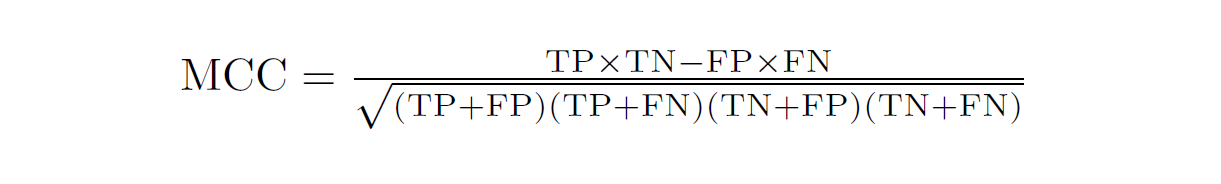 MCC = TP×TN−FP×FN / √(TP+FP)(TP+FN)(TN+FP)(TN+FN)